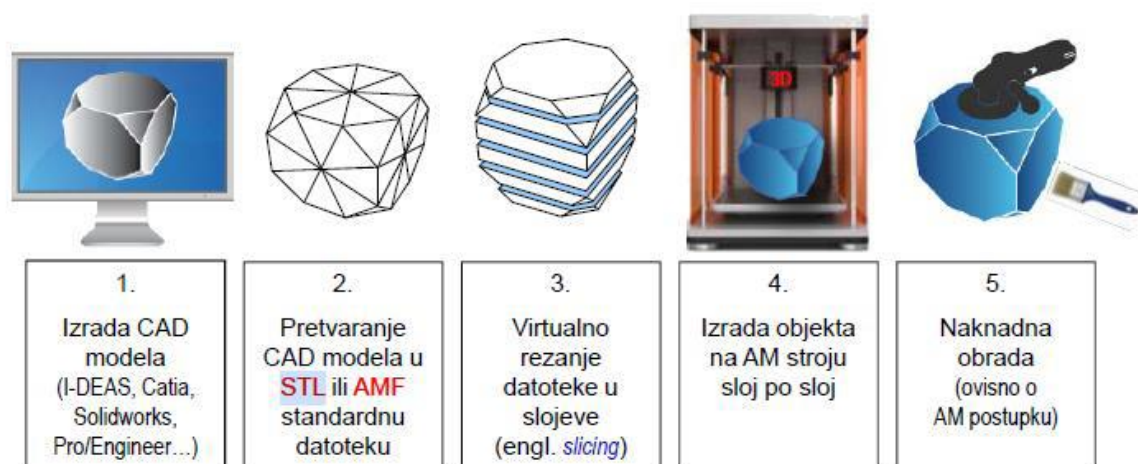 3D
1.
Izrada CAD
modela
(I-DEAS, Catia,
Solidworks,
Pro/Engineer...)
2.
Pretvaranje
CAD modela u
STL ili AMF
standardnu
datoteku
3.
Virtualno
rezanje
datoteke u
slojeve
(engl. slicing)
4.
Izrada objekta
na AM stroju
sloj po sloj
5.
Naknadna
obrada
(ovisno o
AM postupku)